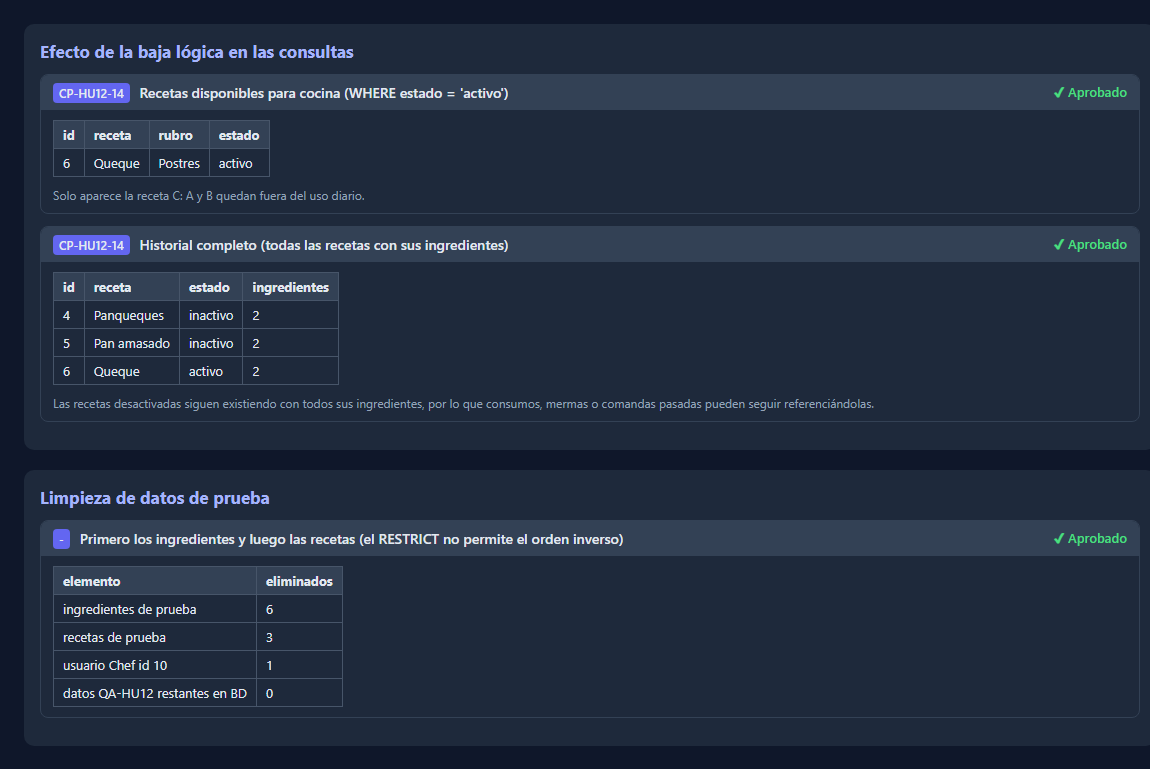 Efecto de la baja lógica en las consultas
CP-HU12-14 Recetas disponibles para cocina (WHERE estado = 'activo') ✔ Aprobado
id receta rubro estado
6 Queque Postres activo
Solo aparece la receta C: A y B quedan fuera del uso diario.
CP-HU12-14 Historial completo (todas las recetas con sus ingredientes) ✔ Aprobado
id receta estado ingredientes
4 Panqueques inactivo 2
5 Pan amasado inactivo 2
6 Queque activo 2
Las recetas desactivadas siguen existiendo con todos sus ingredientes, por lo que consumos, mermas o comandas pasadas pueden seguir referenciándolas.
Limpieza de datos de prueba
- Primero los ingredientes y luego las recetas (el RESTRICT no permite el orden inverso) ✔ Aprobado
elemento eliminados
ingredientes de prueba 6
recetas de prueba 3
usuario Chef id 10 1
datos QA-HU12 restantes en BD 0